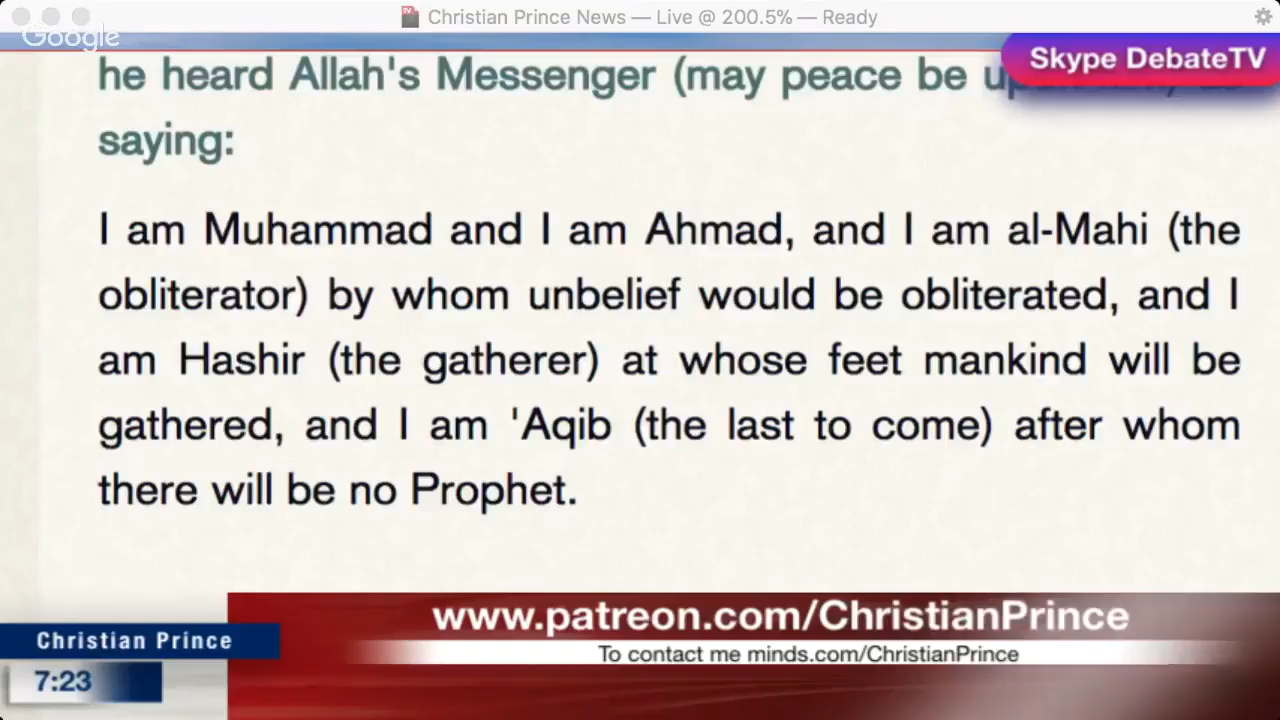 Christian Prince News — Live @ 200.5% — Ready
Google
Skype DebateTV
he heard Allah's Messenger (may peace be
saying:
I am Muhammad and I am Ahmad, and I am al-Mahi (the
obliterator) by whom unbelief would be obliterated, and I
am Hashir (the gatherer) at whose feet mankind will be
gathered, and I am 'Aqib (the last to come) after whom
there will be no Prophet.
www.patreon.com/ChristianPrince
Christian Prince
To contact me minds.com/ChristianPrince
7:23